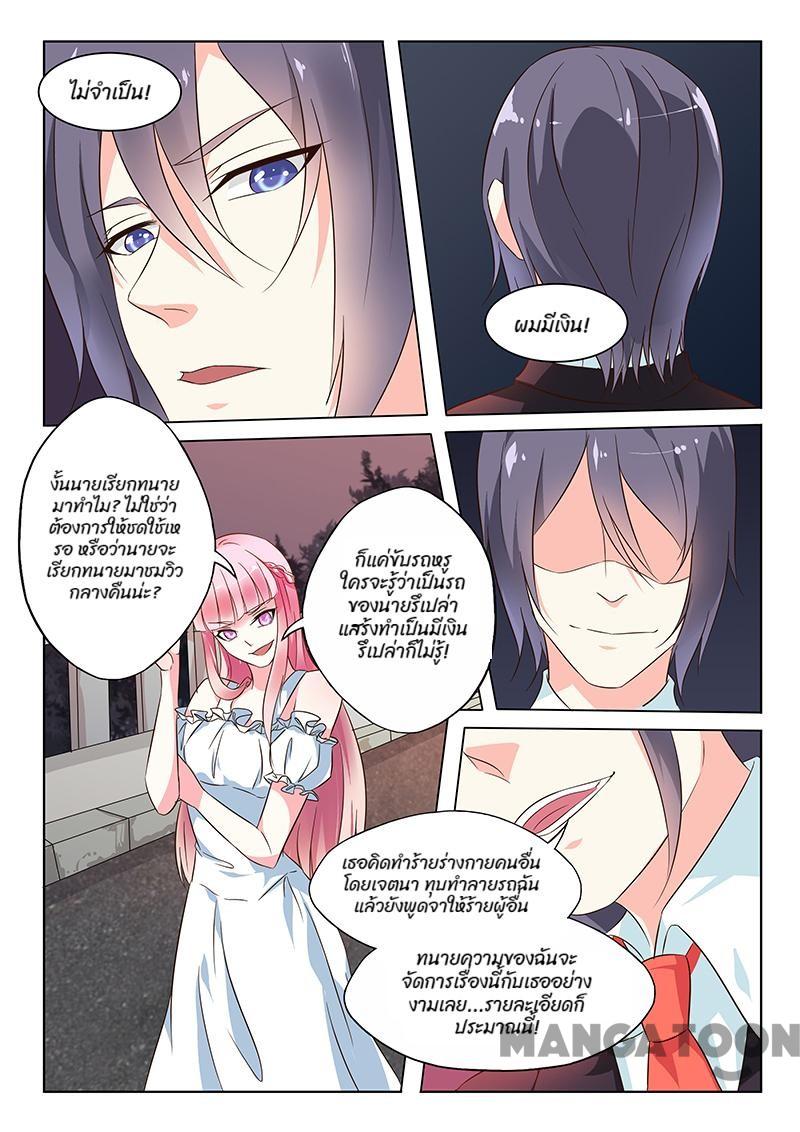 ไม่จำเป็น!
ผมมีเงิน!
งั้นนายเรียกทนาย
มาทำไม? ไม่ใช่ว่า
ต้องการให้ชดใช้เห
รอ หรือว่านายจะ
เรียกทนายมาชมวิว
กลางคืนน่ะ?
ก็แค่ขับรถหรู
ใครจะรู้ว่าเป็นรถ
ของนายรึเปล่า
แสร้งทำเป็นมีเงิน
รึเปล่าก็ไม่รู้!
เธอคิดทำร้ายร่างกายคนอื่น
โดยเจตนา ทุบทำลายรถฉัน
แล้วยังพูดจาให้ร้ายผู้อื่น
ทนายความของฉันจะ
จัดการเรื่องนี้กับเธออย่าง
งามเลย...รายละเอียดก็
ประมาณนี้!
MANGATOON